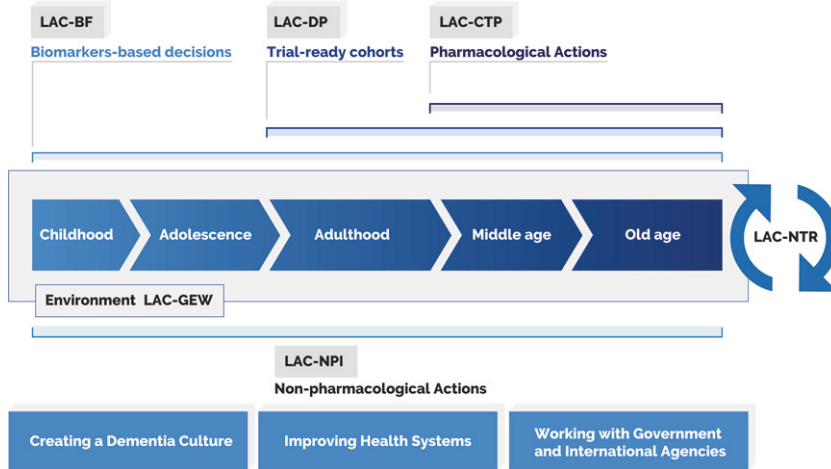 LAC-BF
LAC-DP
LAC-CTP
Biomarkers-based decisions
Trial-ready cohorts
Pharmacological Actions
Childhood
Adolescence
Adulthood
Middle age
Old age
LAC-NTR
Environment LAC-GEW
LAC-NPI
Non-pharmacological Actions
Creating a Dementia Culture
Improving Health Systems
Working with Government
and International Agencies